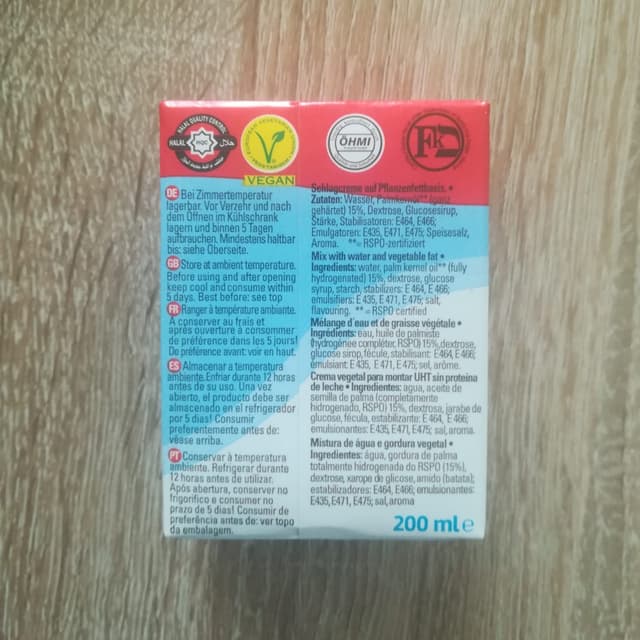 HALAL QUALITY CONTROL
HALAL HQC حلال
EUROPEAN VEGETARIAN
VEGETARIAN
VEGAN
ÖHMI
Fk
DE Bei Zimmertemperatur
lagerbar. Vor Verzehr und nach
dem Öffnen im Kühlschrank
lagern und binnen 5 Tagen
aufbrauchen. Mindestens haltbar
bis: siehe Oberseite.
GB Store at ambient temperature.
Before using and after opening
keep cool and consume within
5 days. Best before: see top
FR Ranger à température ambiante.
A conserver au frais et
après ouverture à consommer
de préférence dans les 5 jours!
De préférence avant: voir en haut.
ES Almacenar a temperatura
ambiente. Enfriar durante 12 horas
antes de su uso. Una vez
abierto, el producto debe ser
almacenado en el refrigerador
por 5 días! Consumir
preferentemente antes de:
véase arriba.
PT Conservar à temperatura
ambiente. Refrigerar durante
12 horas antes de utilizar.
Após abertura, conservar no
frigorifico e consumer no
prazo de 5 dias! Consumir de
preferência antes de: ver topo
da embalagem.
Schlagcreme auf Pflanzenfettbasis. •
Zutaten: Wasser, Palmkernöl** (ganz
gehärtet) 15%, Dextrose, Glucosesirup,
Stärke, Stabilisatoren: E464, E466;
Emulgatoren: E435, E471, E475; Speisesalz,
Aroma. **= RSPO-zertifiziert
Mix with water and vegetable fat •
Ingredients: water, palm kernel oil** (fully
hydrogenated) 15%, dextrose, glucose
syrup, starch, stabilizers: E 464, E 466;
emulsifiers: E 435, E 471, E 475; salt,
flavouring. ** = RSPO certified
Mélange d'eau et de graisse végétale •
Ingrédients: eau, huile de palmiste
(hydrogénée compléter, RSPO) 15%, dextrose,
glucose sirop, fécule, stabilisant: E464, E466;
émulsiant: E 435, E 471, E 475; sel, arôme.
Crema vegetal para montar UHT sin proteina
de leche • Ingredientes: agua, aceite de
semilla de palma (completamente
hidrogenado, RSPO) 15%, dextrosa, jarabe de
glucosa, fécula, estabilizante: E 464, E 466;
emulsionantes: E 435, E 471, E475; sal, aroma.
Mistura de água e gordura vegetal •
Ingredientes: água, gordura de palma
totalmente hidrogenada do RSPO (15%),
dextrose, xarope de glicose, amido (batata);
estabilizadores: E464, E466; emulsionantes:
E435, E471, E475; sal, aroma
200 ml e